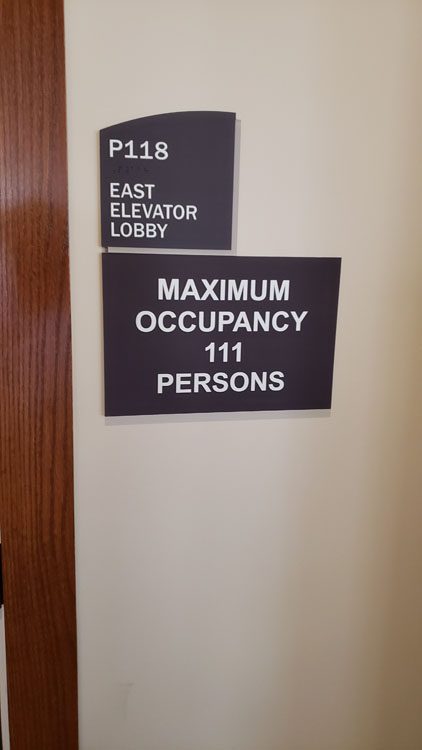 P118
EAST
ELEVATOR
LOBBY
MAXIMUM
OCCUPANCY
111
PERSONS